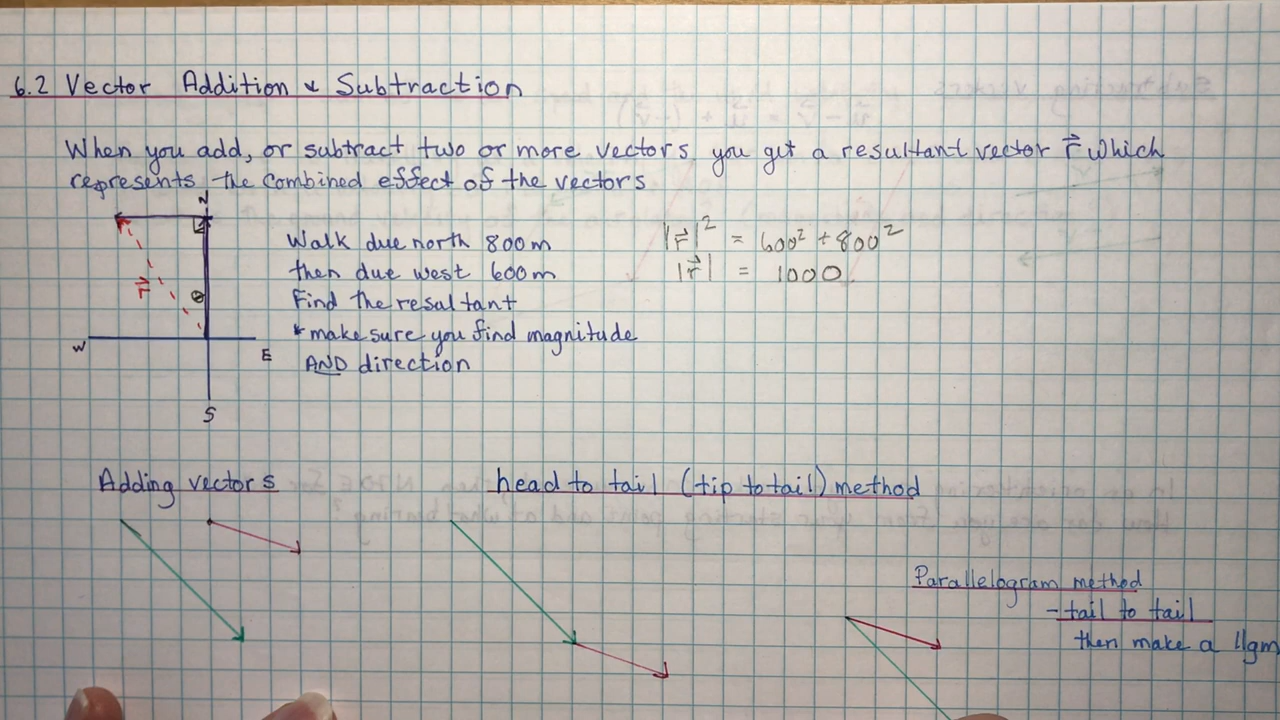 6.2 Vector Addition & Subtraction
When you add, or subtract two or more vectors you get a resultant vector r⃗ which
represents the combined effect of the vectors
N
W
E
S
r⃗
θ
Walk due north 800m
then due west 600m
Find the resultant
* make sure you find magnitude
AND direction
|r⃗|² = 600² + 800²
|r⃗| = 1000
Adding vectors
head to tail (tip to tail) method
Parallelogram method
- tail to tail
then make a ||gm